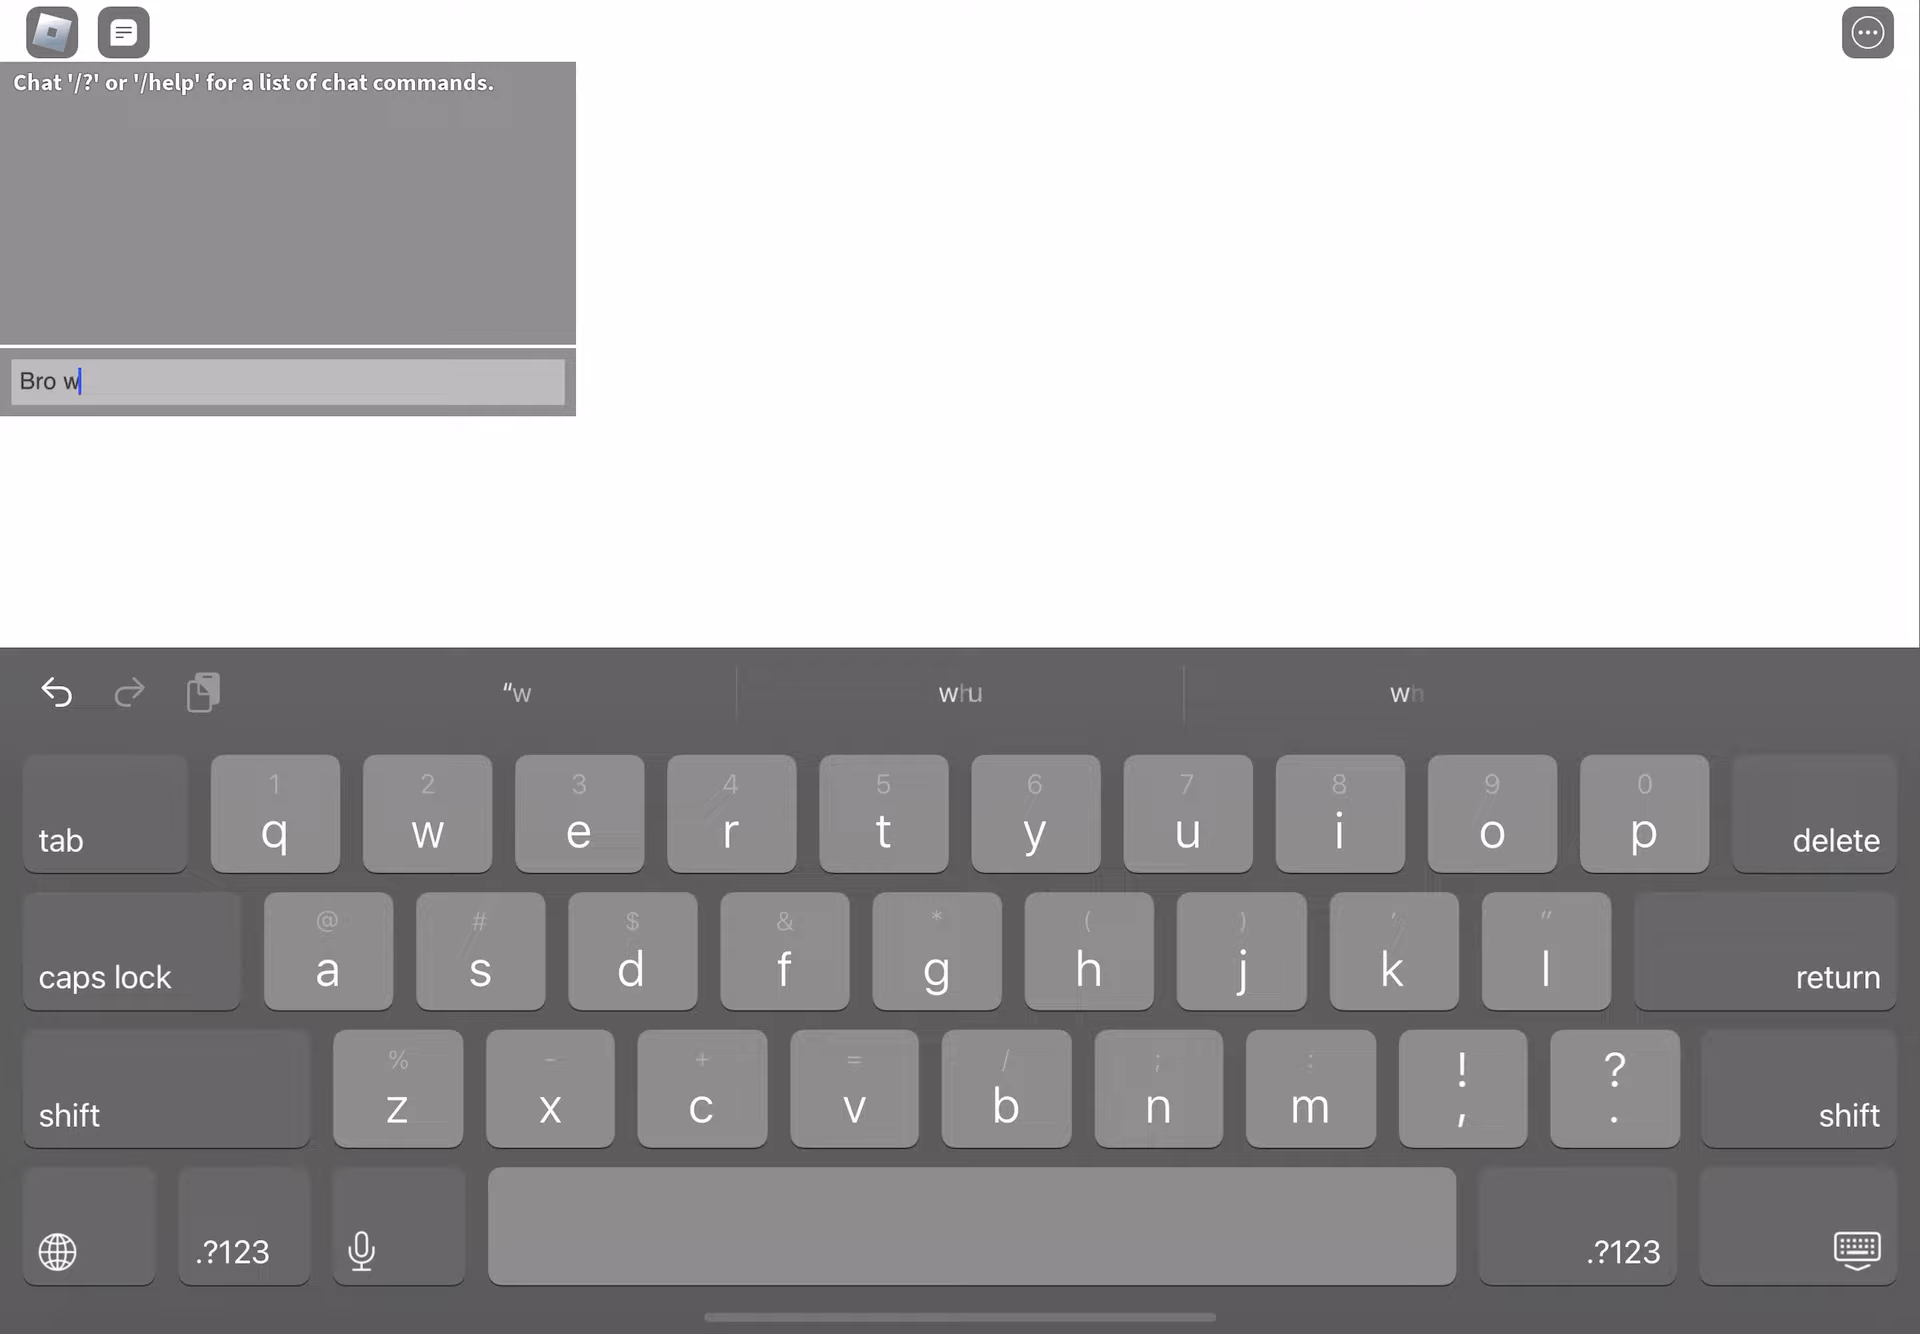 Chat '/?' or '/help' for a list of chat commands.
Bro w
“w
1 2 3 4 5 6 7 8 9 0
tab q w e r t y u i o p delete
@ # $ & * ( ) ' "
caps lock a s d f g h j k l return
% - + = / ; : ! ?
shift z x c v b n m , . shift
.?123 .?123